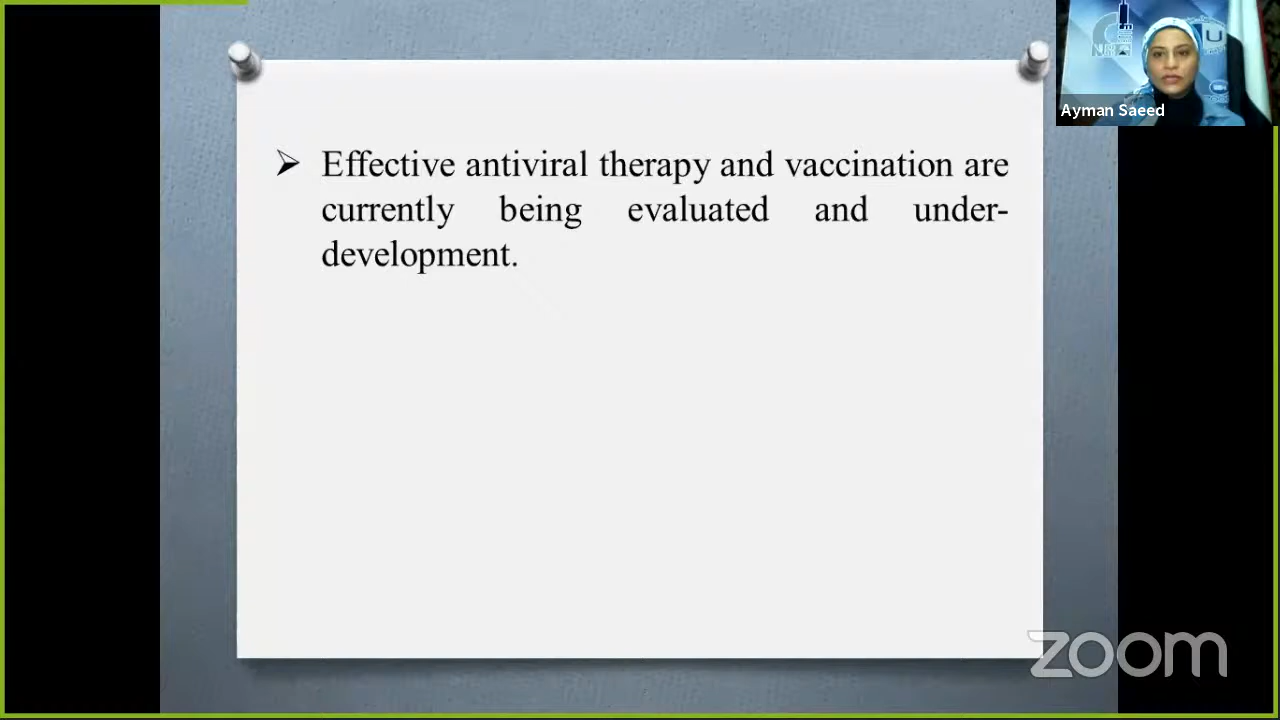 Ayman Saeed
➢ Effective antiviral therapy and vaccination are
currently being evaluated and under-
development.
zoom